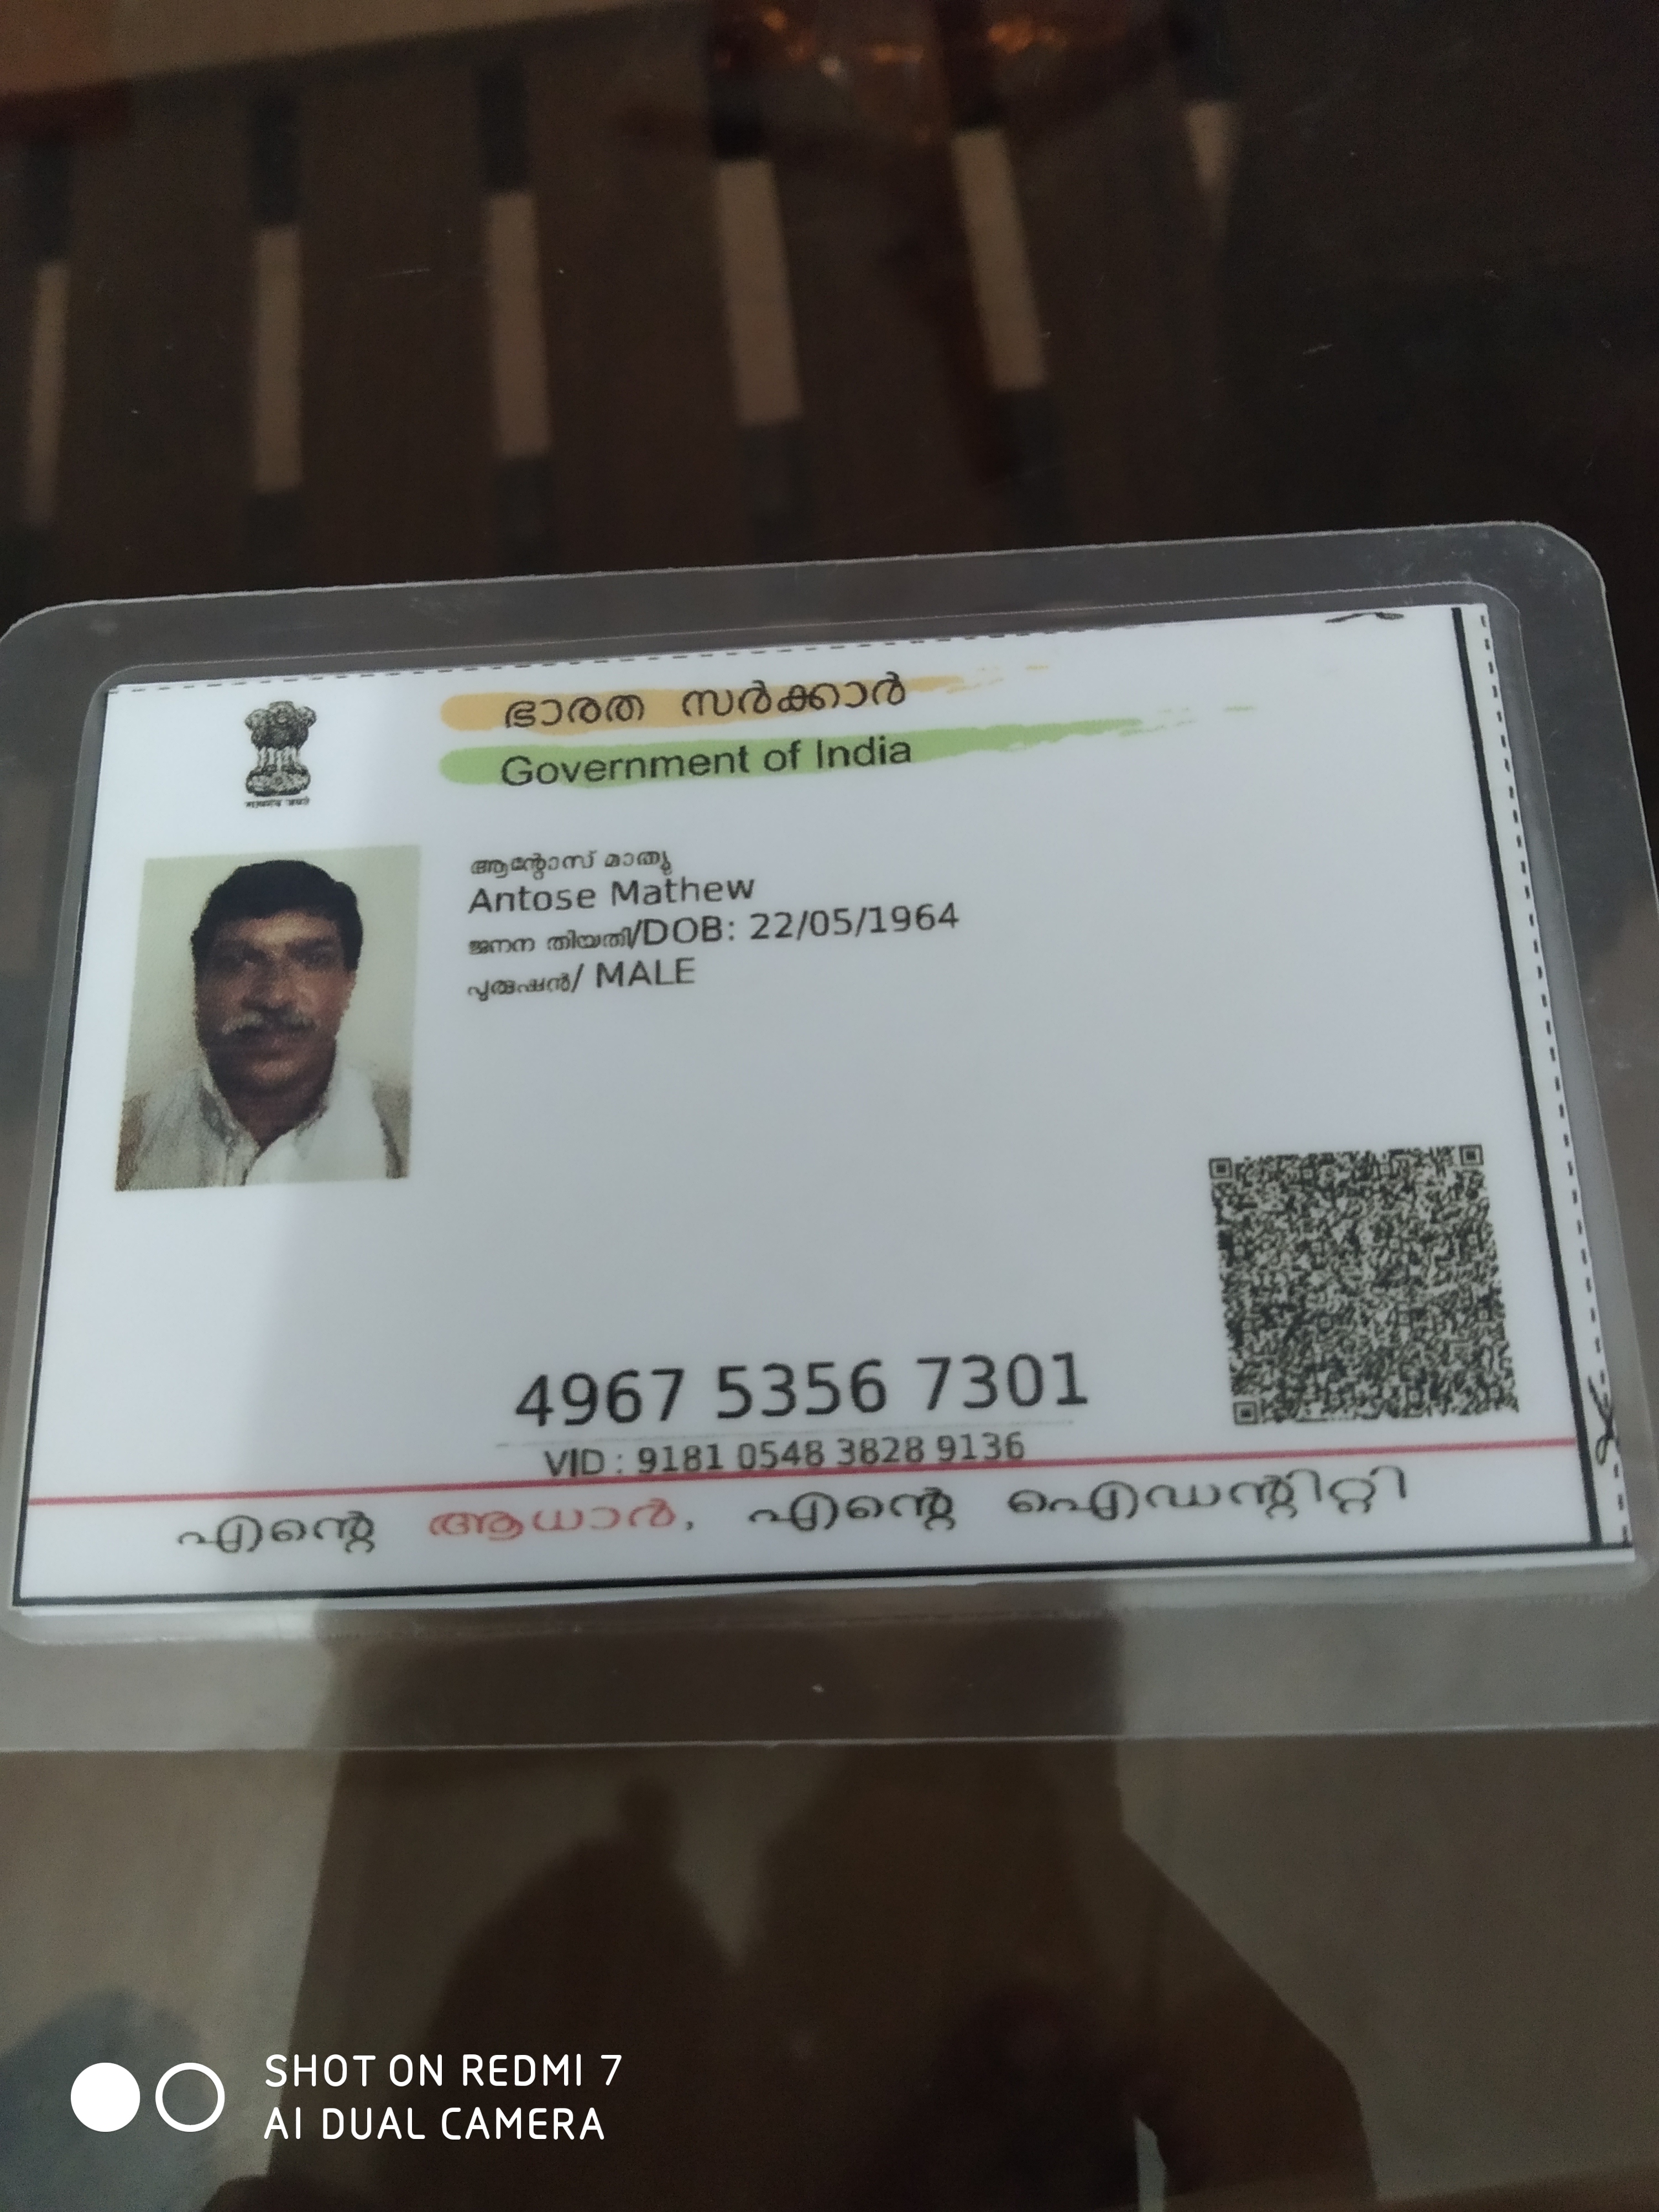 ഭാരത സർക്കാർ
Government of India
ആന്റോസ് മാത്യു
Antose Mathew
ജനന തിയതി/DOB: 22/05/1964
പുരുഷൻ/ MALE
4967 5356 7301
VID : 9181 0548 3828 9136
എന്റെ ആധാർ, എന്റെ ഐഡന്റിറ്റി
SHOT ON REDMI 7
AI DUAL CAMERA